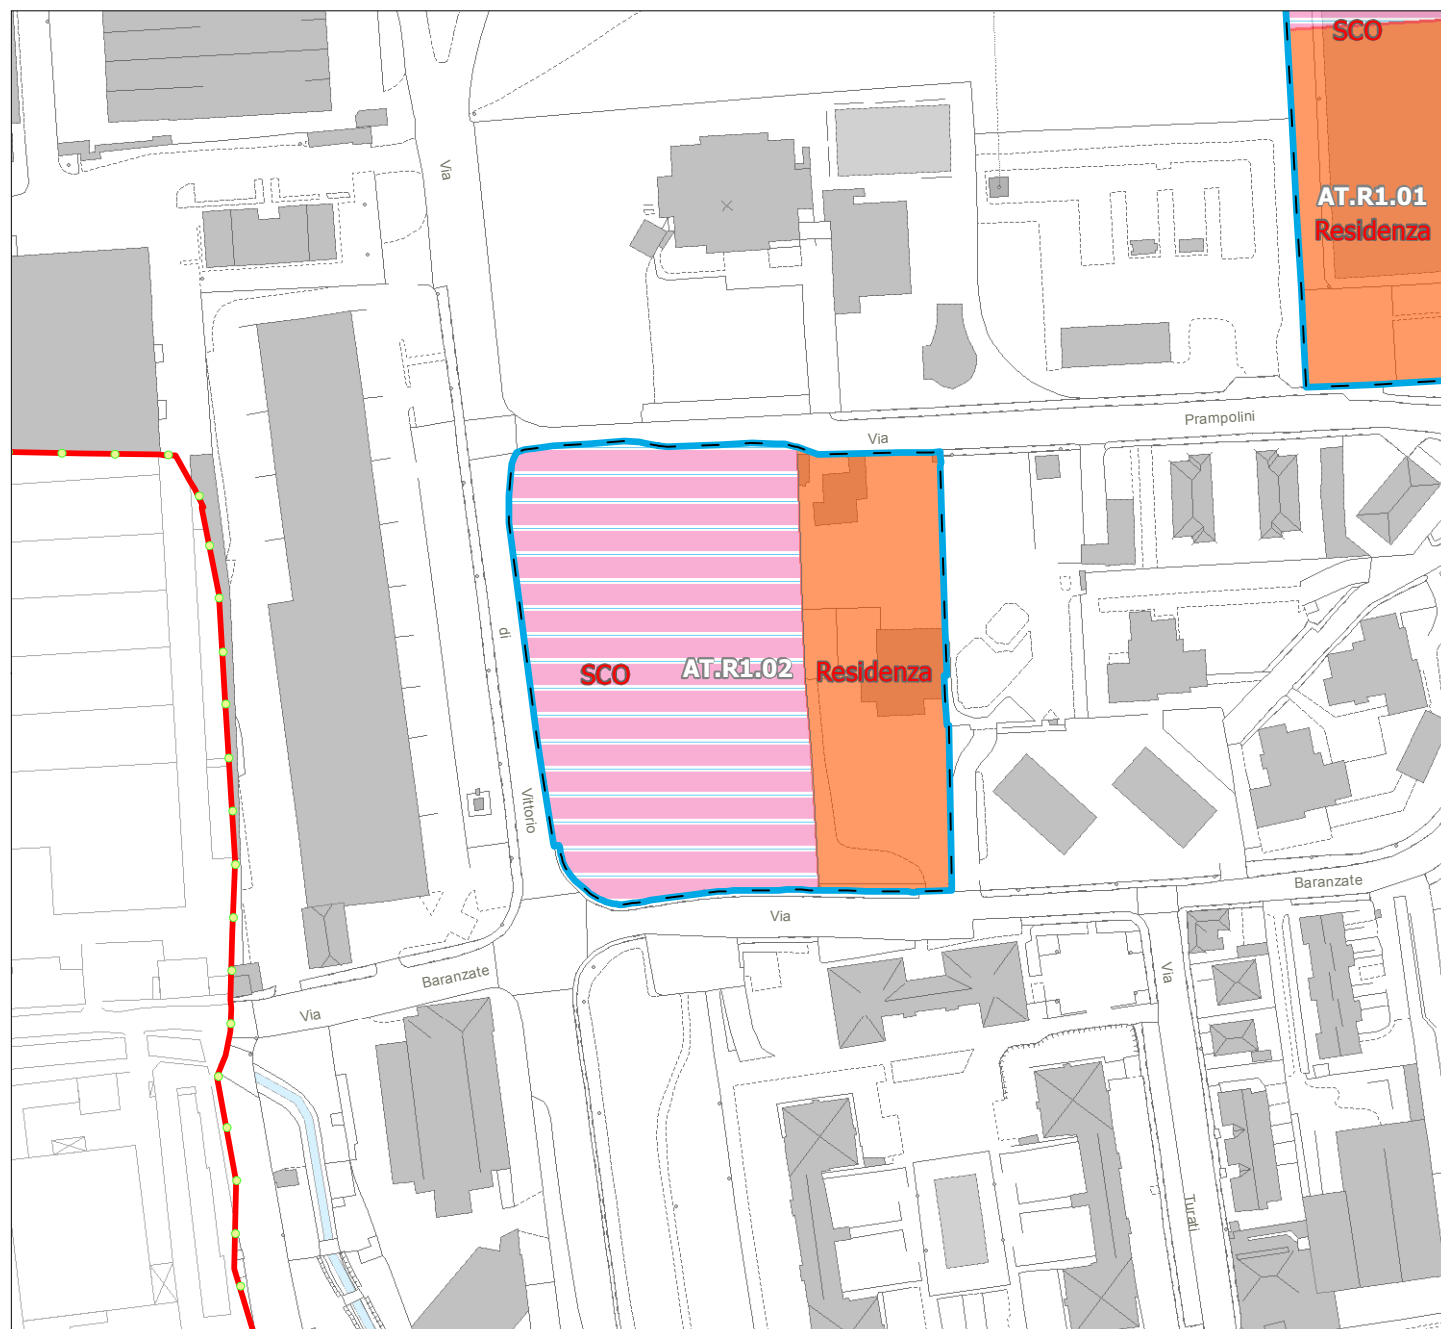 SCO
Via
AT.R1.01
Residenza
Prampolini
Via
di
SCO
AT.R1.02
Residenza
Vittorio
Baranzate
Via
Via
Baranzate
Via
Turati